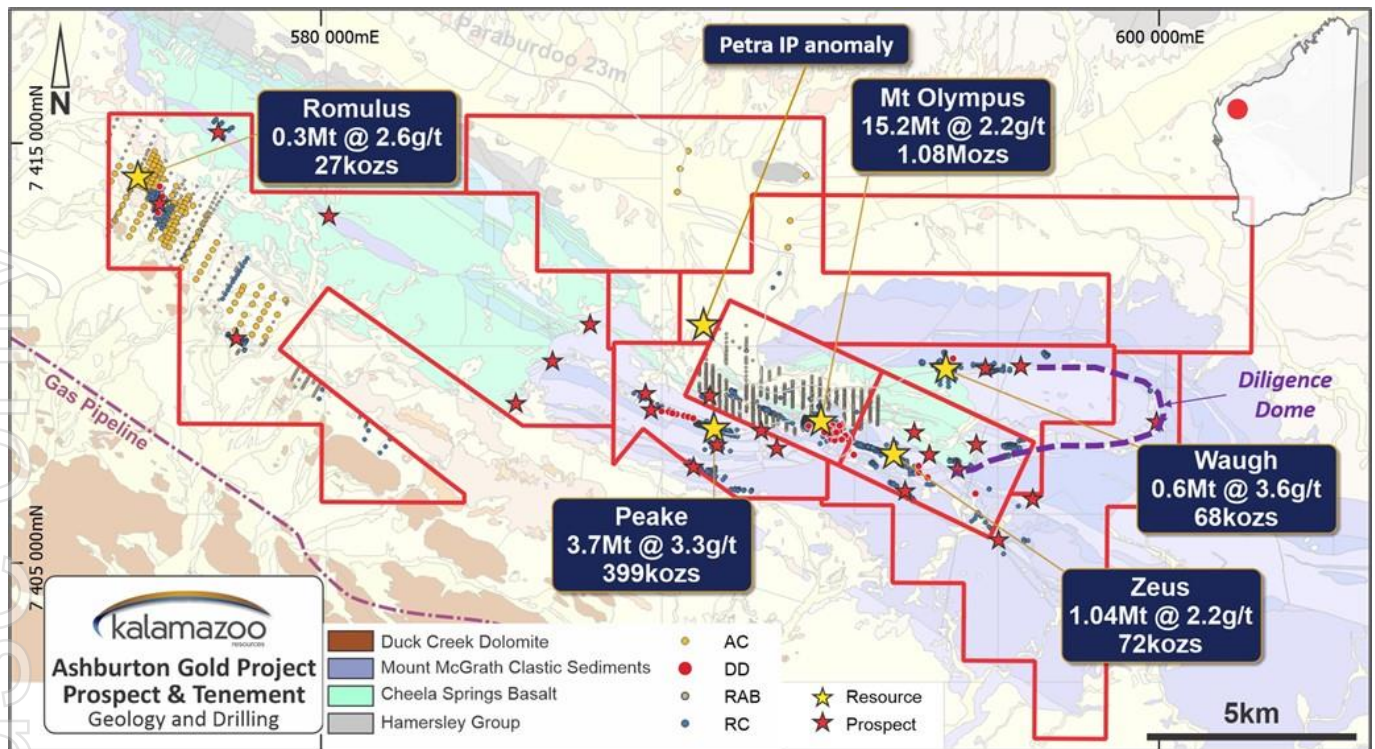 580 000mE
600 000mE
Paraburdoo 23m
Petra IP anomaly
N
7 415 000mN
Romulus
0.3Mt @ 2.6g/t
27kozs
Mt Olympus
15.2Mt @ 2.2g/t
1.08Mozs
Gas Pipeline
Diligence
Dome
Waugh
0.6Mt @ 3.6g/t
68kozs
Peake
3.7Mt @ 3.3g/t
399kozs
7 405 000mN
Zeus
1.04Mt @ 2.2g/t
72kozs
kalamazoo
resources
Ashburton Gold Project
Prospect & Tenement
Geology and Drilling
Duck Creek Dolomite
Mount McGrath Clastic Sediments
Cheela Springs Basalt
Hamersley Group
AC
DD
RAB
RC
Resource
Prospect
5km